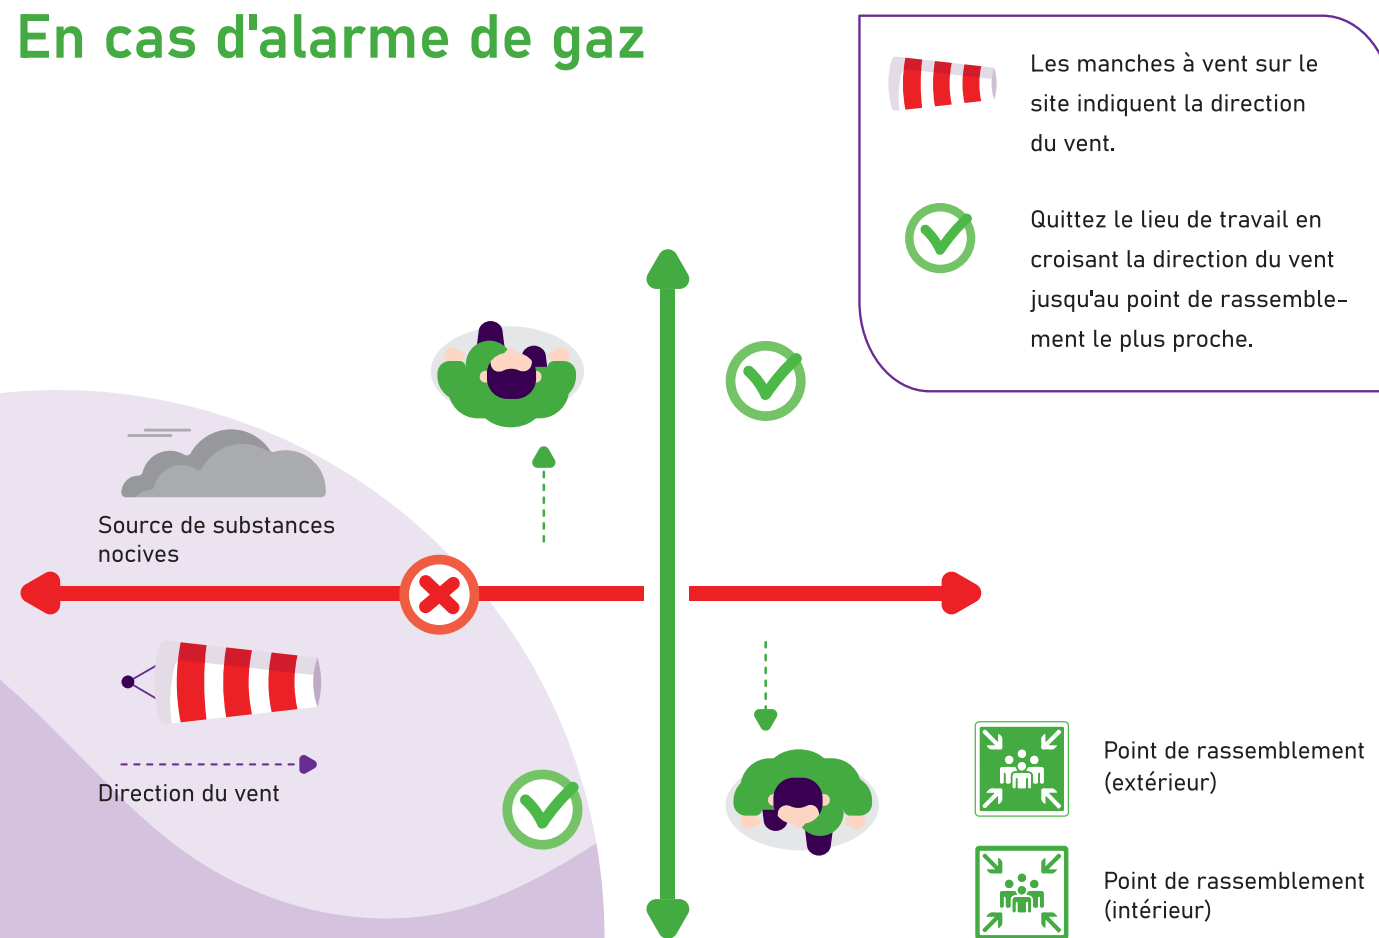 En cas d'alarme de gaz
Les manches à vent sur le
site indiquent la direction
du vent.
Quittez le lieu de travail en
croisant la direction du vent
jusqu'au point de rassemble-
ment le plus proche.
Source de substances
nocives
Direction du vent
Point de rassemblement
(extérieur)
Point de rassemblement
(intérieur)